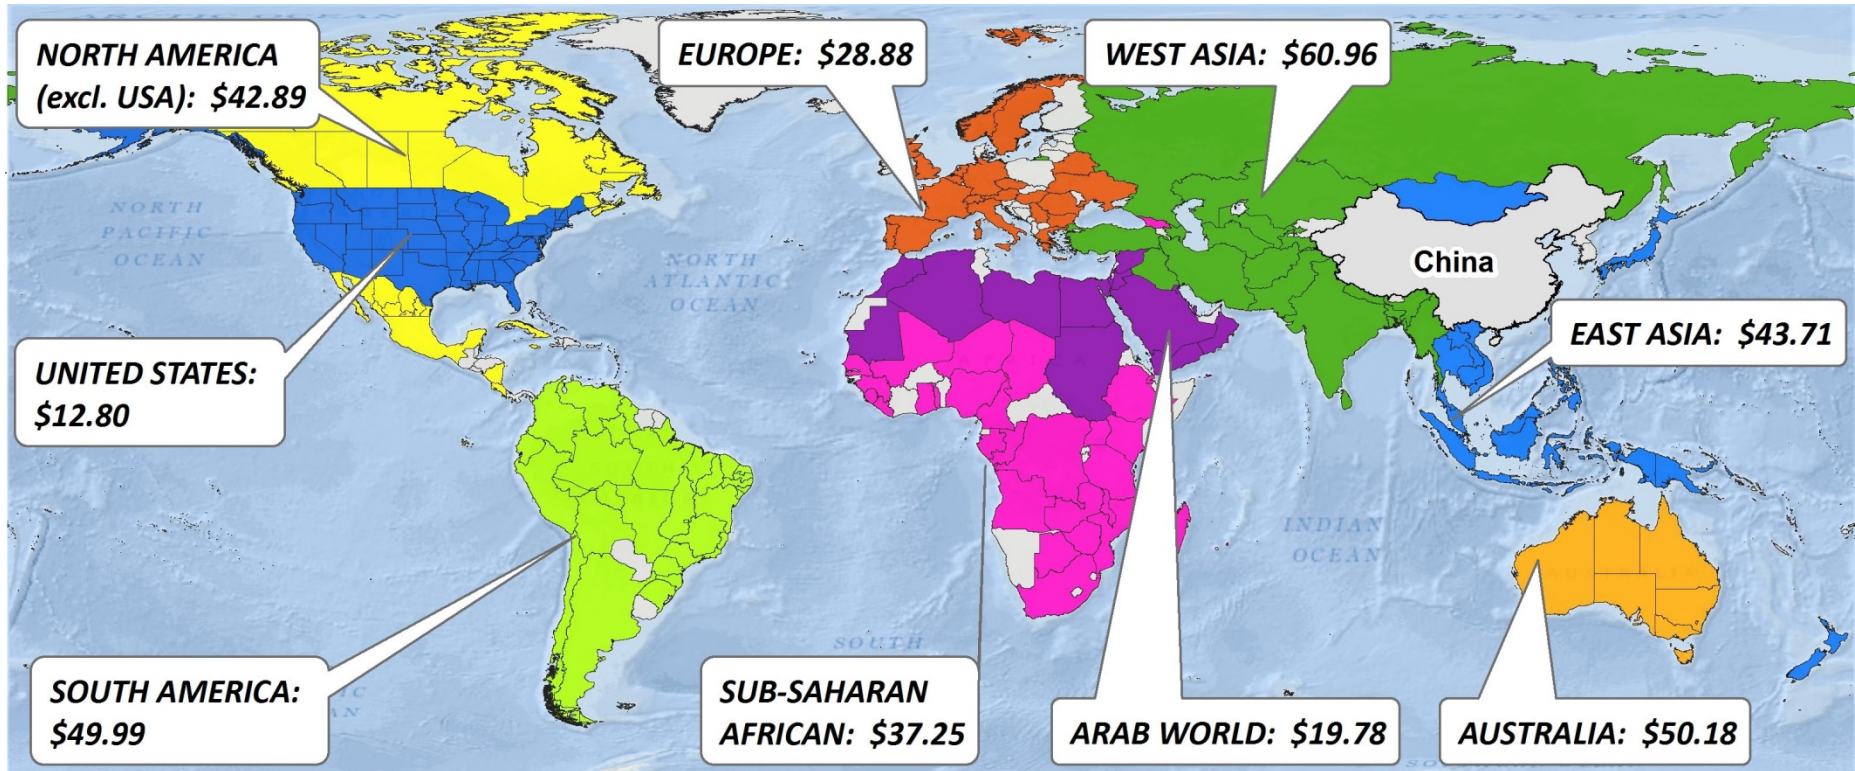 ARCTIC OCEAN
NORTH AMERICA
(excl. USA): $42.89
EUROPE: $28.88
WEST ASIA: $60.96
NORTH
PACIFIC
OCEAN
NORTH
ATLANTIC
OCEAN
China
EAST ASIA: $43.71
UNITED STATES:
$12.80
INDIAN
OCEAN
SOUTH
SOUTH AMERICA:
$49.99
SUB-SAHARAN
AFRICAN: $37.25
ARAB WORLD: $19.78
AUSTRALIA: $50.18